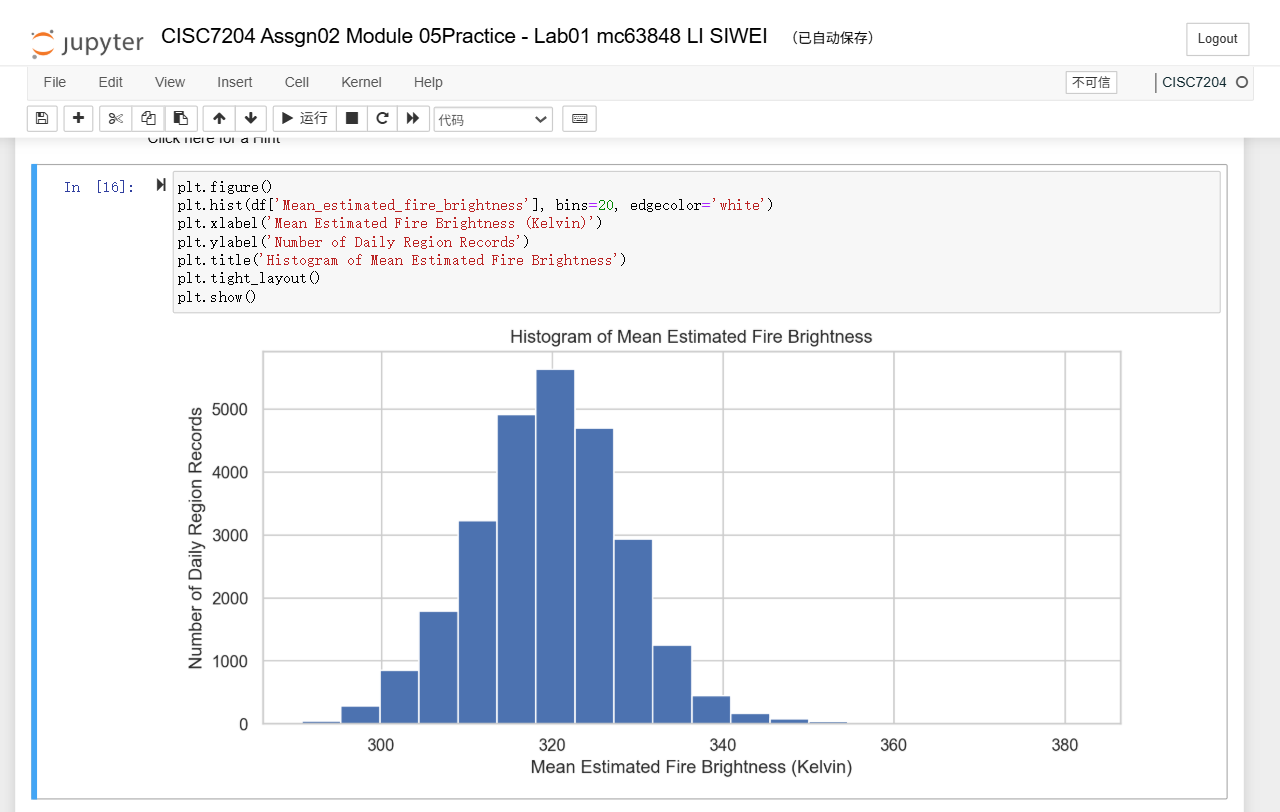 jupyter CISC7204 Assgn02 Module 05Practice - Lab01 mc63848 LI SIWEI (已自动保存) Logout
File Edit View Insert Cell Kernel Help 不可信 CISC7204
运行 代码
Click here for a Hint
In [16]:
plt.figure()
plt.hist(df['Mean_estimated_fire_brightness'], bins=20, edgecolor='white')
plt.xlabel('Mean Estimated Fire Brightness (Kelvin)')
plt.ylabel('Number of Daily Region Records')
plt.title('Histogram of Mean Estimated Fire Brightness')
plt.tight_layout()
plt.show()
Histogram of Mean Estimated Fire Brightness
Number of Daily Region Records
5000
4000
3000
2000
1000
0
300 320 340 360 380
Mean Estimated Fire Brightness (Kelvin)